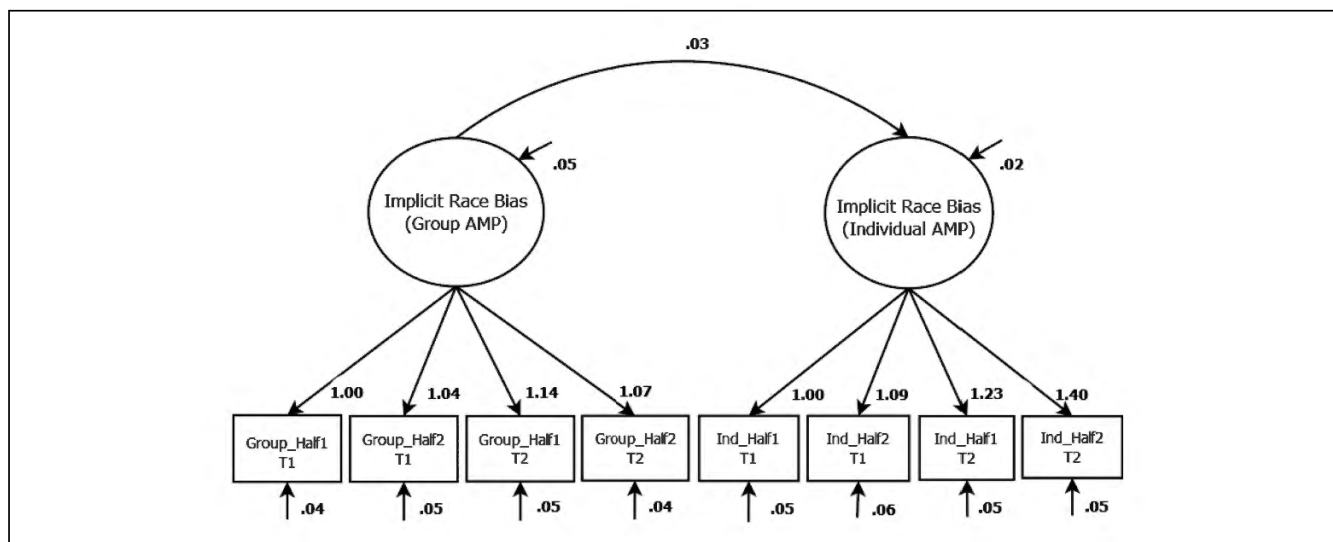 .03
.05
.02
Implicit Race Bias
(Group AMP)
Implicit Race Bias
(Individual AMP)
1.00
1.04
1.14
1.07
1.00
1.09
1.23
1.40
Group_Half1
T1
Group_Half2
T1
Group_Half1
T2
Group_Half2
T2
Ind_Half1
T1
Ind_Half2
T1
Ind_Half1
T2
Ind_Half2
T2
.04
.05
.05
.04
.05
.06
.05
.05